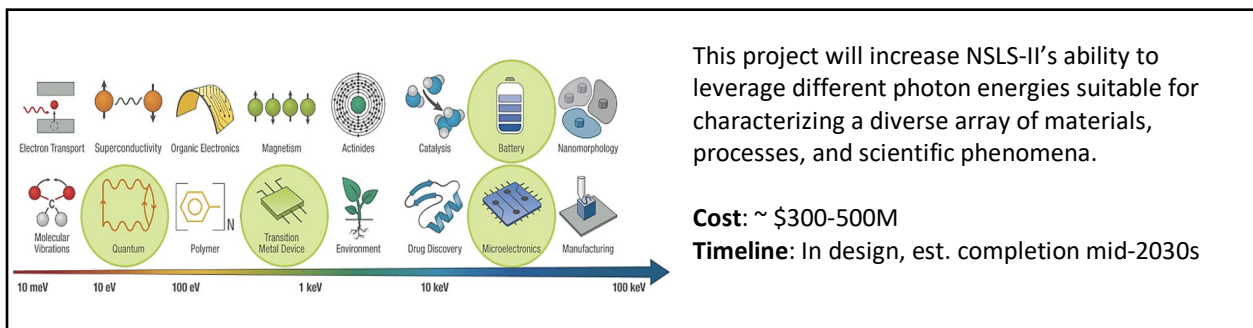 Electron Transport Superconductivity Organic Electronics Magnetism Actinides Catalysis Battery Nanomorphology
C
N
Molecular
Vibrations
Quantum
Polymer
Transition
Metal Device
Environment
Drug Discovery
Microelectronics
Manufacturing
10 meV 10 eV 100 eV 1 keV 10 keV 100 keV
This project will increase NSLS-II’s ability to
leverage different photon energies suitable for
characterizing a diverse array of materials,
processes, and scientific phenomena.
Cost: ~ $300-500M
Timeline: In design, est. completion mid-2030s